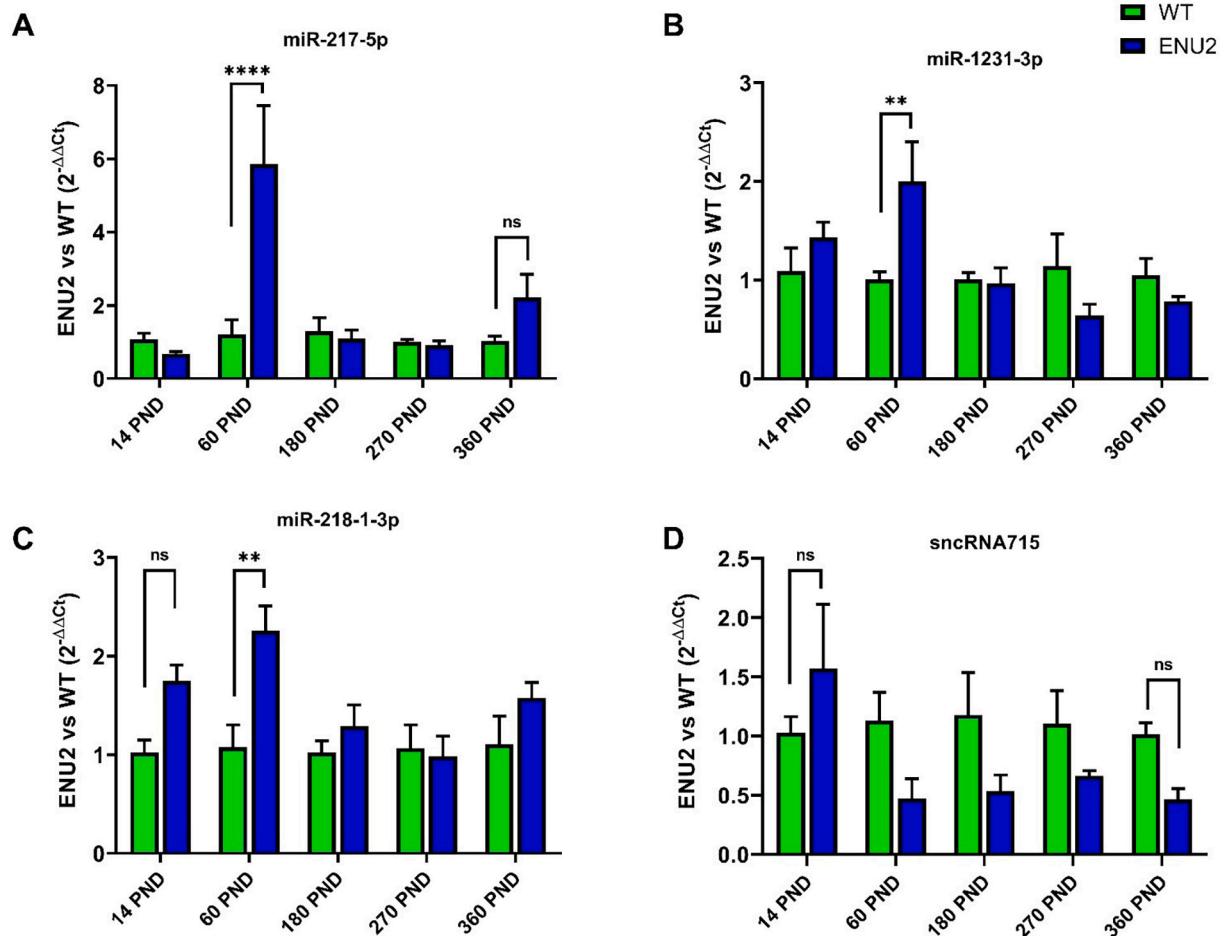 WT
ENU2
A
miR-217-5p
ENU2 vs WT (2-ΔΔCt)
8
6
4
2
0
****
ns
14 PND
60 PND
180 PND
270 PND
360 PND
B
miR-1231-3p
ENU2 vs WT (2-ΔΔCt)
3
2
1
0
**
14 PND
60 PND
180 PND
270 PND
360 PND
C
miR-218-1-3p
ENU2 vs WT (2-ΔΔCt)
3
2
1
0
ns
**
14 PND
60 PND
180 PND
270 PND
360 PND
D
sncRNA715
ENU2 vs WT (2-ΔΔCt)
2.5
2.0
1.5
1.0
0.5
0.0
ns
ns
14 PND
60 PND
180 PND
270 PND
360 PND